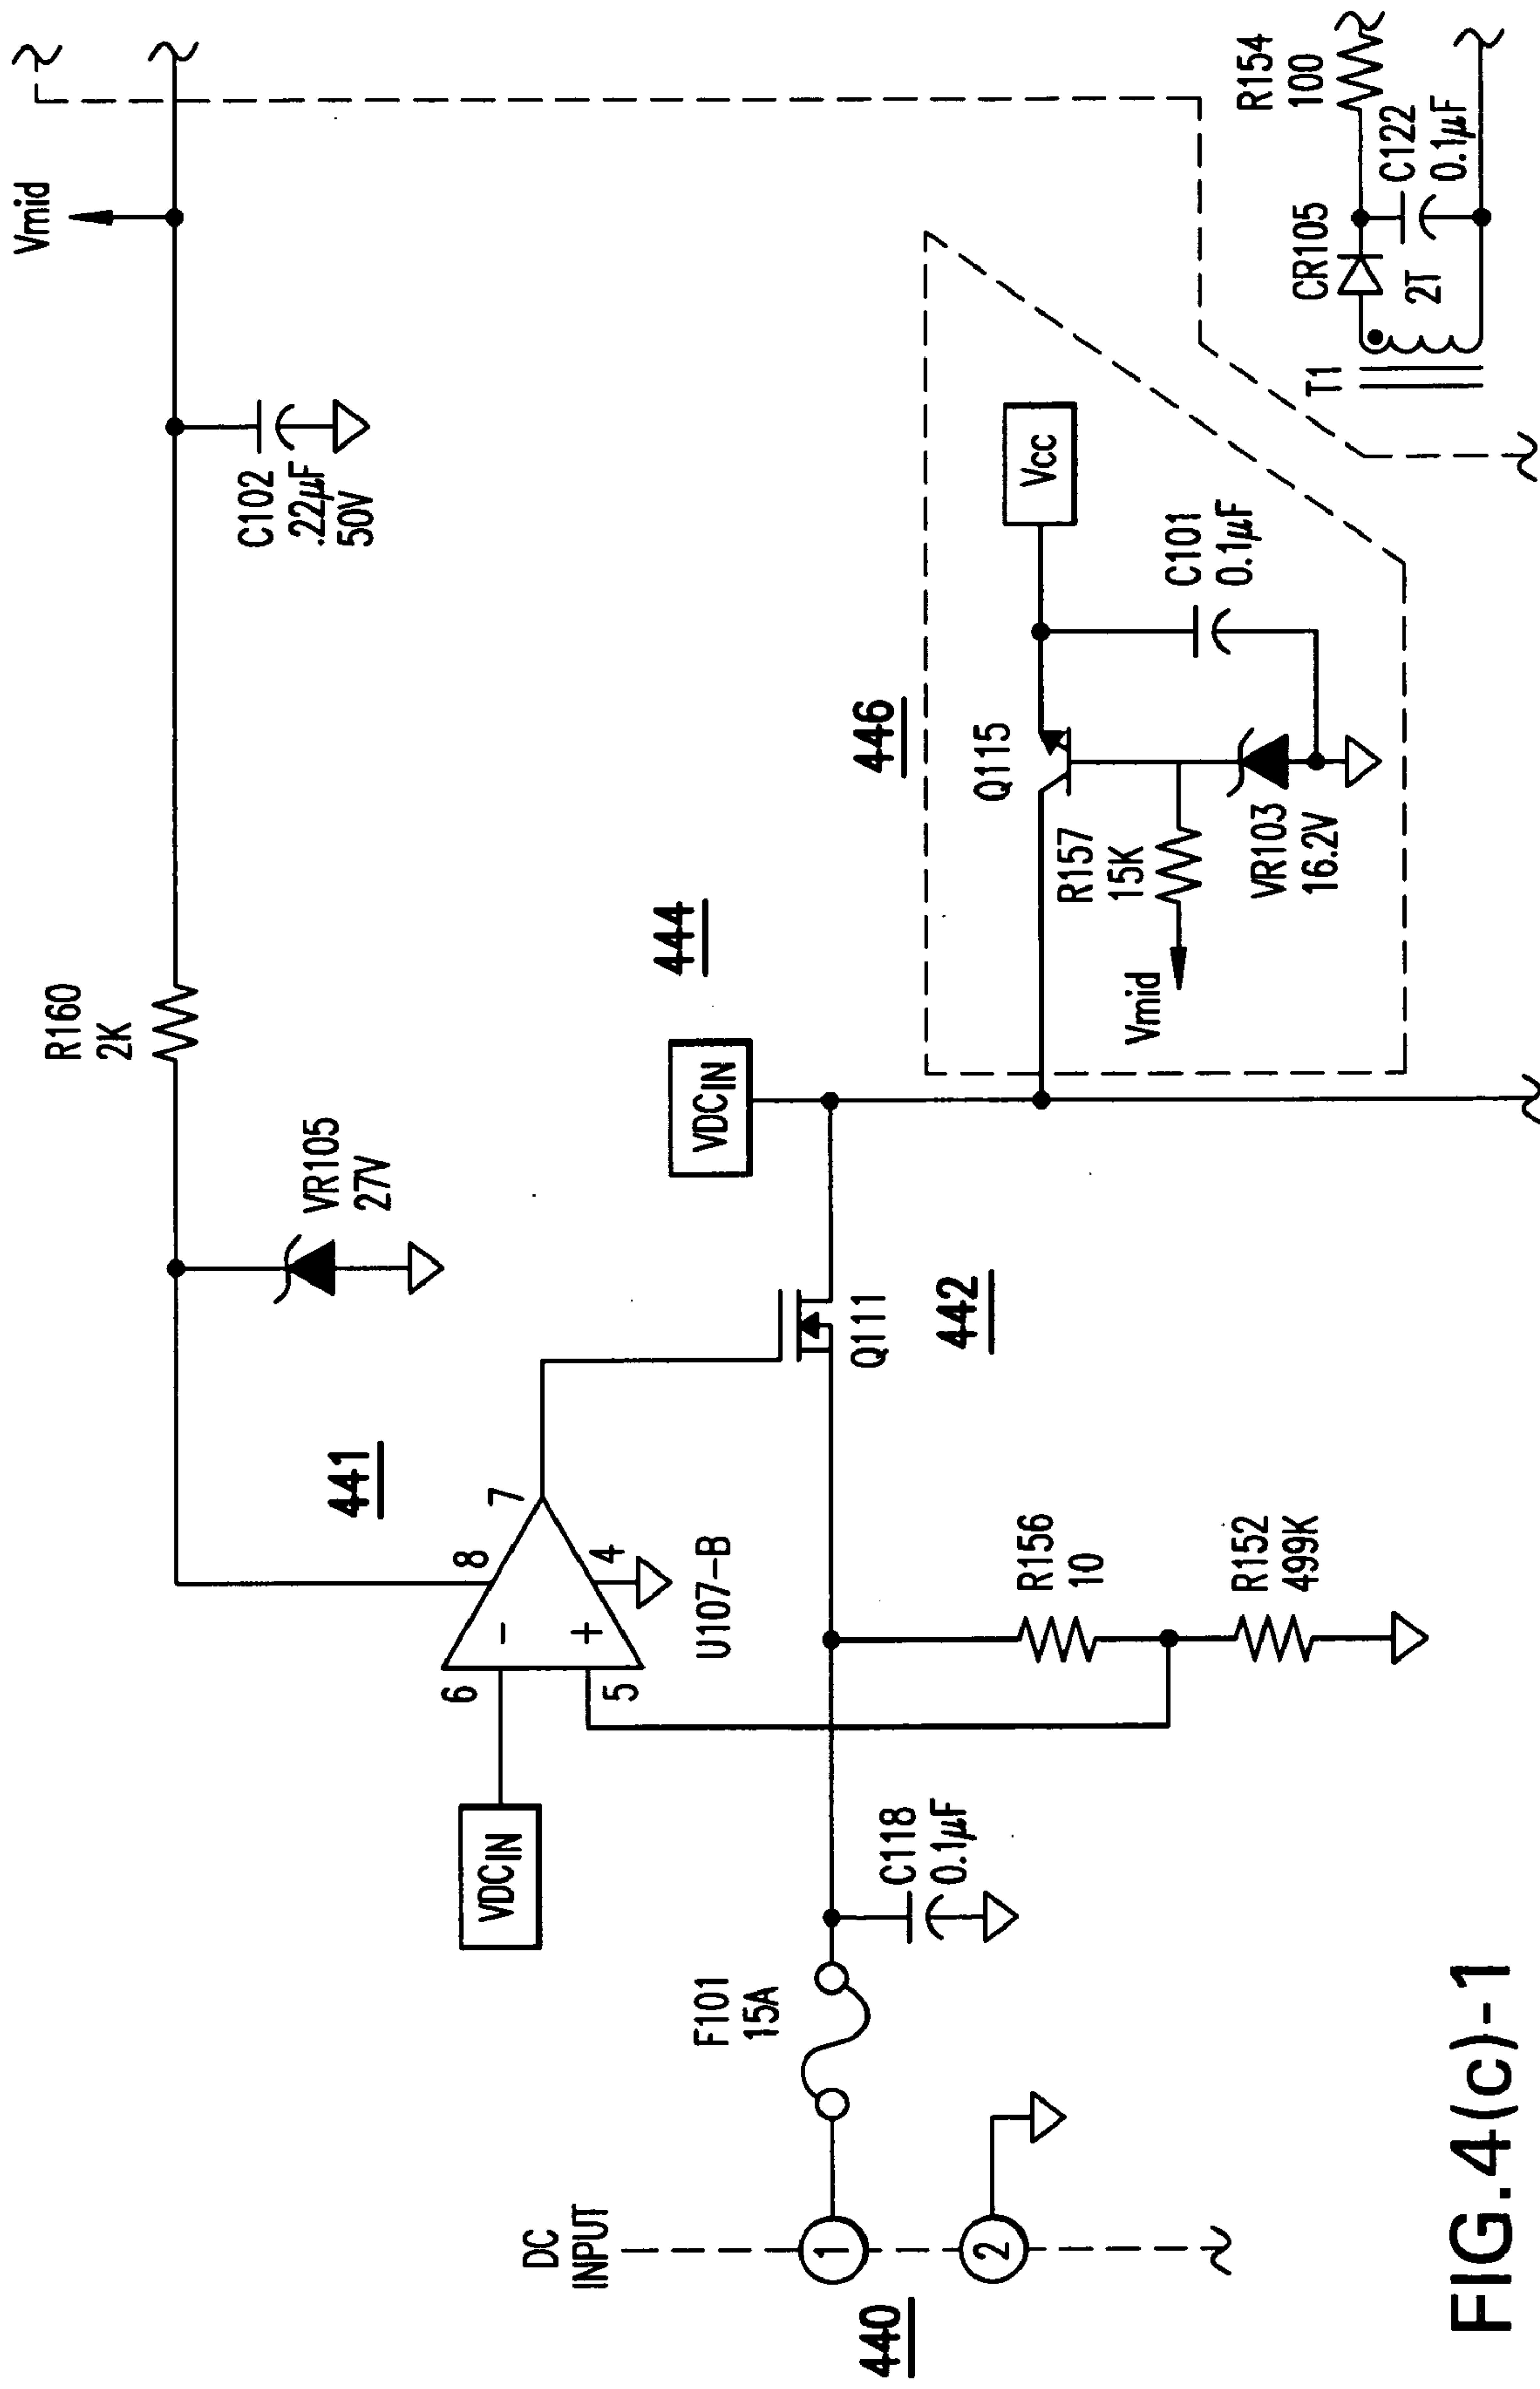 Vmid
R160
2K
C102
.22µF
50V
VR105
27V
441
8
7
6
5
4
U107-B
VDCIN
444
VDCIN
Q111
442
446
Q115
Vcc
R157
15K
Vmid
C101
0.1µF
VR103
16.2V
DC
INPUT
F101
15A
C118
0.1µF
R156
10
R152
499K
1
2
440
R154
100
CR105
C122
0.1µF
2T
T1
FIG.4(c)-1